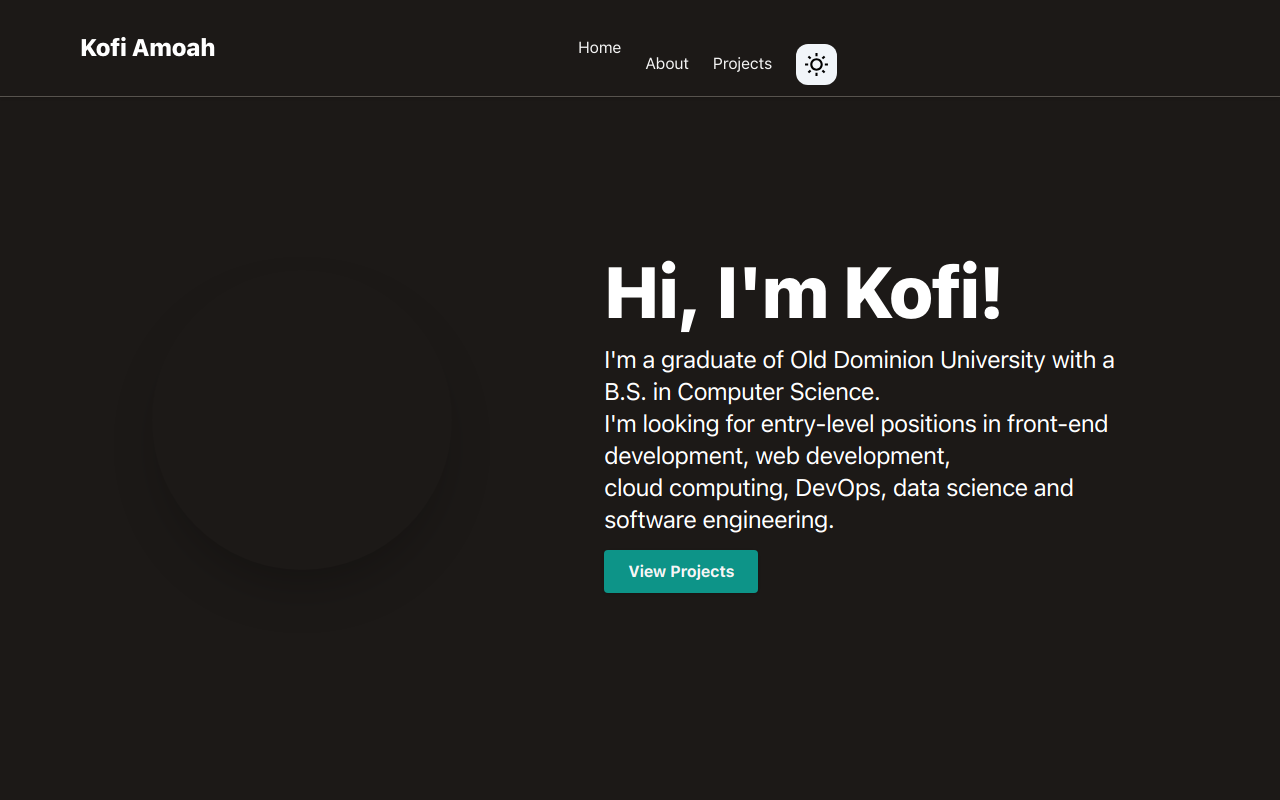 Kofi Amoah
Home
About
Projects
Hi, I'm Kofi!
I'm a graduate of Old Dominion University with a
B.S. in Computer Science.
I'm looking for entry-level positions in front-end
development, web development,
cloud computing, DevOps, data science and
software engineering.
View Projects